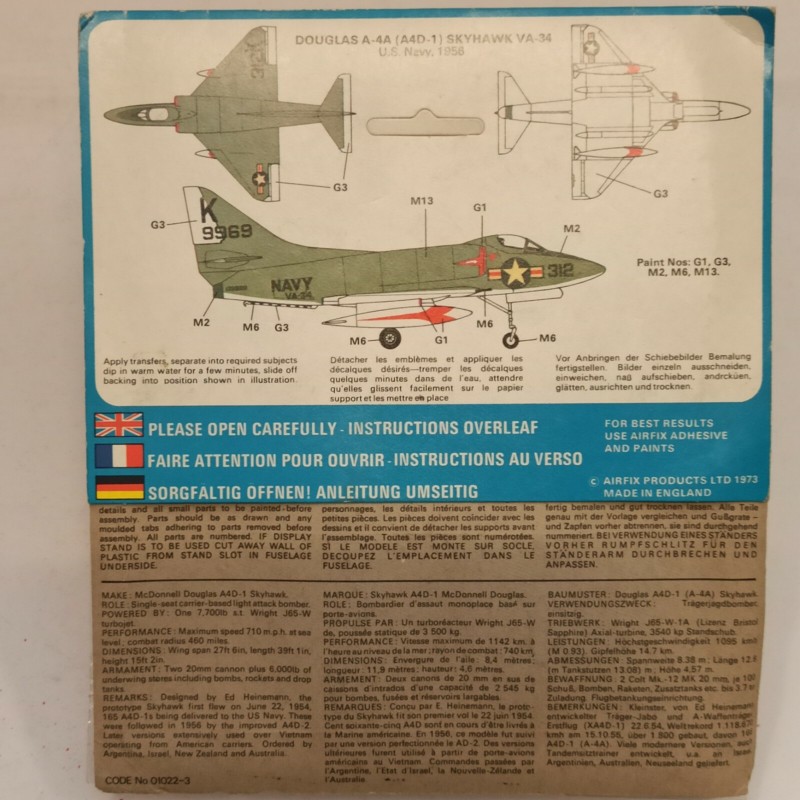 DOUGLAS A-4A (A4D-1) SKYHAWK VA-34
U.S. Navy, 1956
312
G3
G3
K
9969
G3
M13
G1
M2
312
NAVY
VA-34
Paint Nos: G1, G3,
M2, M6, M13.
M2
M6
G3
M6
G1
M6
M6
Apply transfers, separate into required subjects
dip in warm water for a few minutes, slide off
backing into position shown in illustration.
Détacher les emblèmes et appliquer les
décalques désirés—tremper les décalques
quelques minutes dans de l'eau, attendre
qu'elles glissent facilement sur le papier
support et les mettre en place
Vor Anbringen der Schiebebilder Bemalung
fertigstellen. Bilder einzeln ausschneiden,
einweichen, naß aufschieben, andrcküen,
glätten, ausrichten und trocknen.
PLEASE OPEN CAREFULLY - INSTRUCTIONS OVERLEAF
FAIRE ATTENTION POUR OUVRIR - INSTRUCTIONS AU VERSO
SORGFALTIG OFFNEN! ANLEITUNG UMSEITIG
FOR BEST RESULTS
USE AIRFIX ADHESIVE
AND PAINTS
© AIRFIX PRODUCTS LTD 1973
MADE IN ENGLAND
details and all small parts to be painted before
assembly. Parts should be as drawn and any
moulded tabs adhering to parts removed before
assembly. All parts are numbered. IF DISPLAY
STAND IS TO BE USED CUT AWAY WALL OF
PLASTIC FROM STAND SLOT IN FUSELAGE
UNDERSIDE.
personnages, les détails intérieurs et toutes les
petites pièces. Les pièces doivent coincider avec les
dessins et il convient de détacher les supports avant
l'assemblage. Toutes les pièces sont numérotées.
SI LE MODELE EST MONTE SUR SOCLE,
DECOUPEZ L'EMPLACEMENT DANS LE
FUSELAGE.
fertig bemalen und gut trocknen lassen. Alle Teile
genau mit der Vorlage vergleichen und Gußgrate –
und Zapfen vorher abtrennen, sie sind durchgehend
nummeriert. BEI VERWENDUNG EINES STÄNDERS
VORHER RUMPFSCHLITZ FÜR DEN
STÄNDERARM DURCHBRECHEN UND
ANPASSEN.
MAKE: McDonnell Douglas A4D-1 Skyhawk.
ROLE: Single-seat carrier-based light attack bomber.
POWERED BY: One 7,700lb s.t. Wright J65-W
turbojet.
PERFORMANCE: Maximum speed 710 m.p.h. at sea
level; combat radius 460 miles.
DIMENSIONS: Wing span 27ft 6in, length 39ft 1in,
height 15ft 2in.
ARMAMENT: Two 20mm cannon plus 6,000lb of
underwing stores including bombs, rockets and drop
tanks.
REMARKS: Designed by Ed Heinemann, the
prototype Skyhawk first flew on June 22, 1954,
165 A4D-1s being delivered to the US Navy. These
were followed in 1956 by the improved A4D-2.
Later versions extensively used over Vietnam
operating from American carriers. Ordered by
Argentine, Israel, New Zealand and Australia.
CODE No 01022-3
MARQUE: Skyhawk A4D-1 McDonnell Douglas.
ROLE: Bombardier d'assaut monoplace basé sur
porte-avions.
PROPULSE PAR: Un turboréacteur Wright J65-W
de, poussée statique de 3 500 kg.
PERFORMANCE: Vitesse maximum de 1142 km. à
l'heure au niveau de la mer; rayon de combat: 740 km.
DIMENSIONS: Envergure de l'aile: 8,4 mètres;
longueur: 11,9 mètres; hauteur: 4,6 mètres.
ARMEMENT: Deux canons de 20 mm en sus de
caissons d'intrados d'une capacité de 2 545 kg
pour bombes, fusées et réservoirs largables.
REMARQUES: Conçu par E. Heinemann, le proto-
type du Skyhawk fit son premier vol le 22 juin 1954.
Cent soixante-cinq A4D sont en cours d'être livrés à
la Marine américaine. En 1956, ce modèle fut suivi
par une version perfectionnée le AD-2. Des versions
ultérieures furent utilisés à partir de porte-avions
américains au Vietnam. Commandes passées par
l'Argentine, l'Etat d'Israel, la Nouvelle-Zélande et
l'Australie.
BAUMUSTER: Douglas A4D-1 (A-4A) Skyhawk.
VERWENDUNGSZWECK: Trägerjagdbomber,
einsitzig.
TRIEBWERK: Wright J65-W-1A (Lizenz Bristol
Sapphire) Axial-turbine, 3540 kp Standschub.
LEISTUNGEN: Höchstgeschwindigkeit 1095 km/h
(M 0.93). Gipfelhöhe 14.7 km.
ABMESSUNGEN: Spannweite 8.38 m; Länge 12.
(m Tankstutzen 13.08) m; Höhe 4.57 m.
BEWAFFNUNG: 2 Colt Mk.-12 MK 20 mm, je 100
Schuß, Bomben, Raketen, Zusatztanks etc. bis 3.7
Zuladung, Flugbetankungseinrichtung.
BEMERKUNGEN: Kleinster, von Ed Heinemann
entwickelter Träger-Jabo und A-Waffenträger.
Erstflug (XA4D-1) 22.6.54, Weltrekord 1.118.6
km/h am 15.10.55, über 1 800 gebaut, davon
A4D-1 (A-4A). Viele modernere Versionen, auch
Tandemsitztrainer entwickelt, u.a. an Israel,
Argentinien, Australien, Neuseeland geliefert.